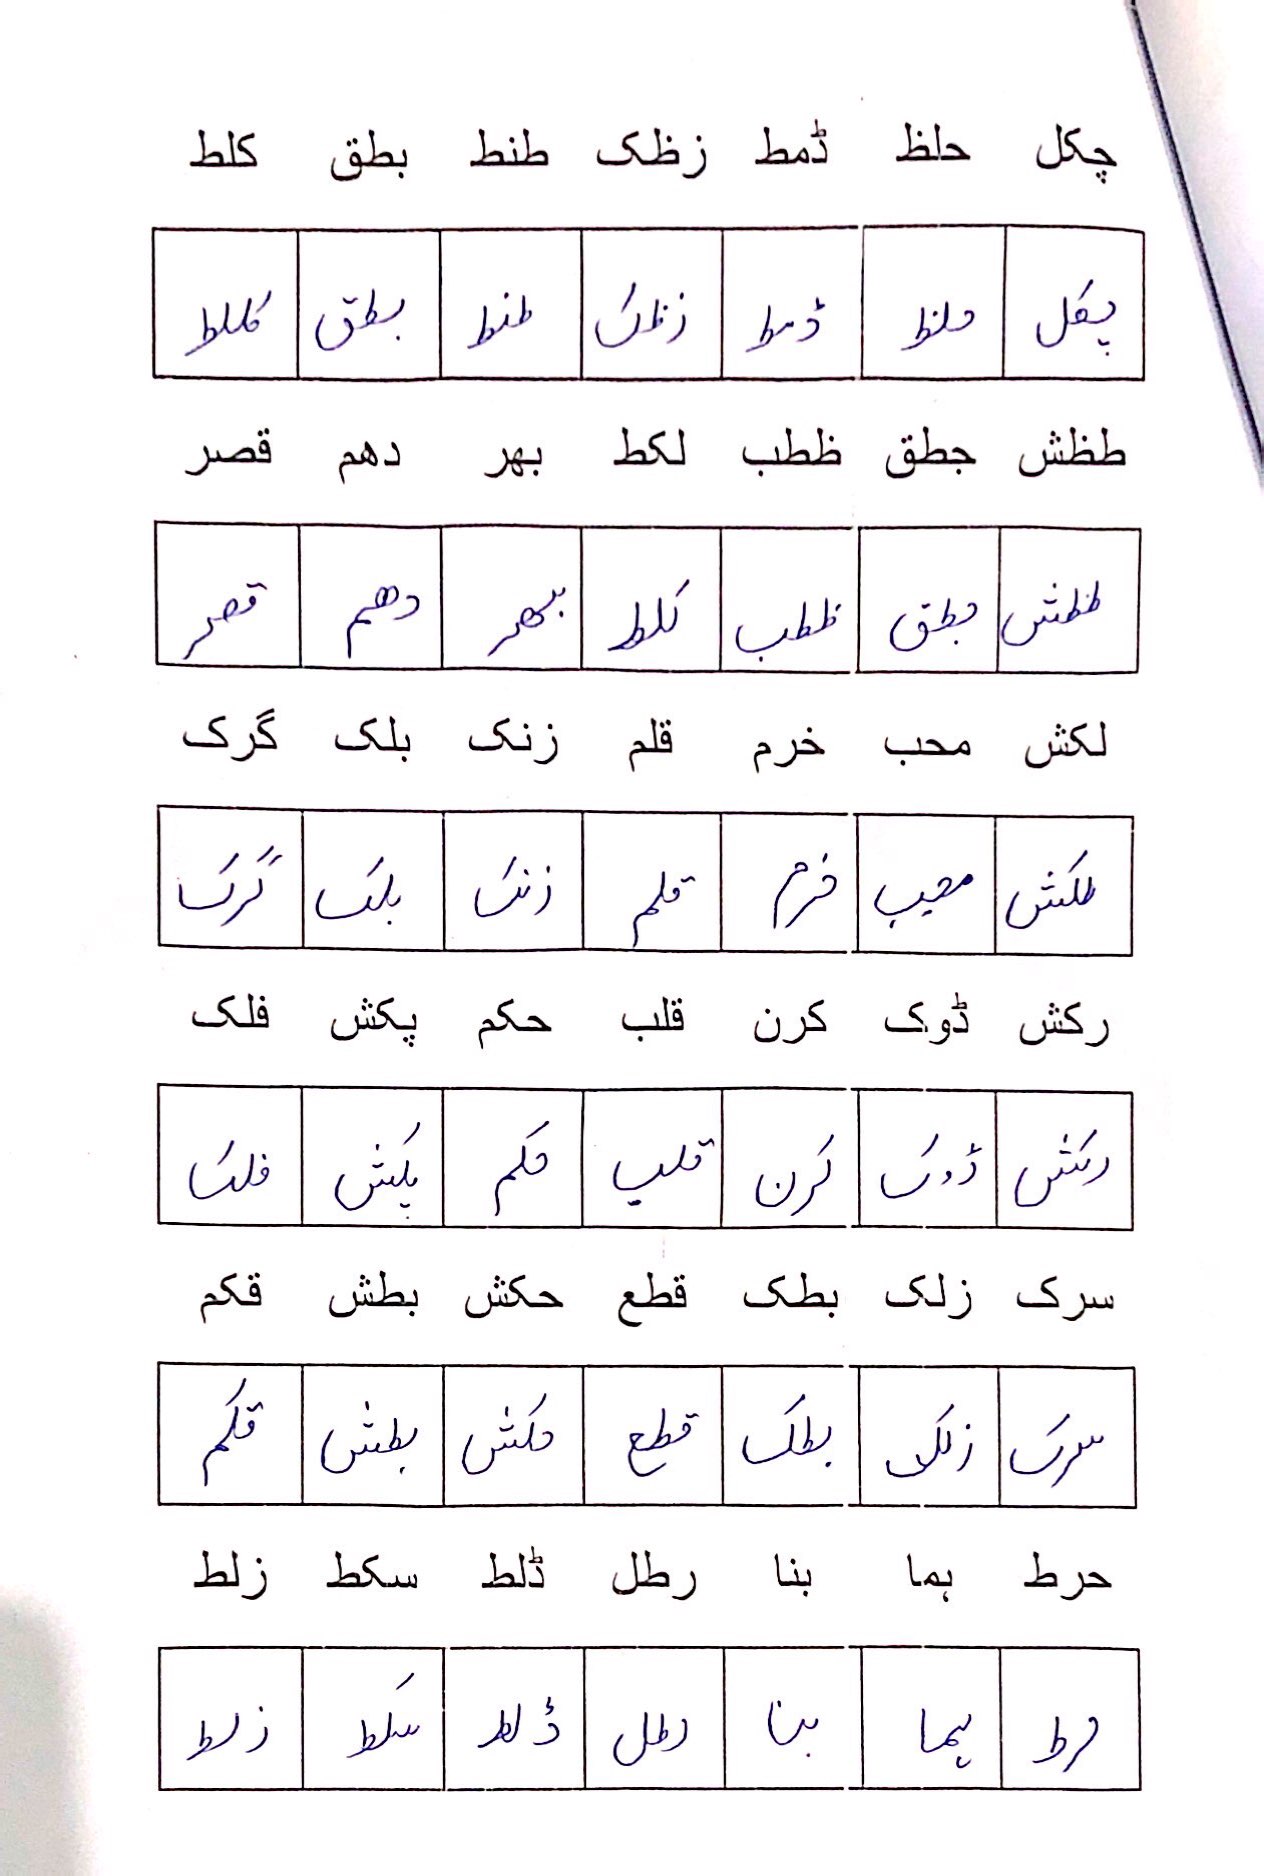 چکل حلظ ڈمط زظک طنط بطق کلط
چکل حلظ ڈمط زظک طنط بطق کلط
طظش جطق ظطب لکط بھر دھم قصر
طظش جطق ظطب لکط بھر دھم قصر
لکش محب خرم قلم زنک بلک گرک
لکش محب خرم قلم زنک بلک گرک
رکش ڈوک کرن قلب حکم پکش فلک
رکش ڈوک کرن قلب حکم پکش فلک
سرک زلک بطک قطع حکش بطش قکم
سرک زلک بطک قطع حکش بطش قکم
حرط ہما بنا رطل ڈلط سکط زلط
حرط ہما بنا رطل ڈلط سکط زلط